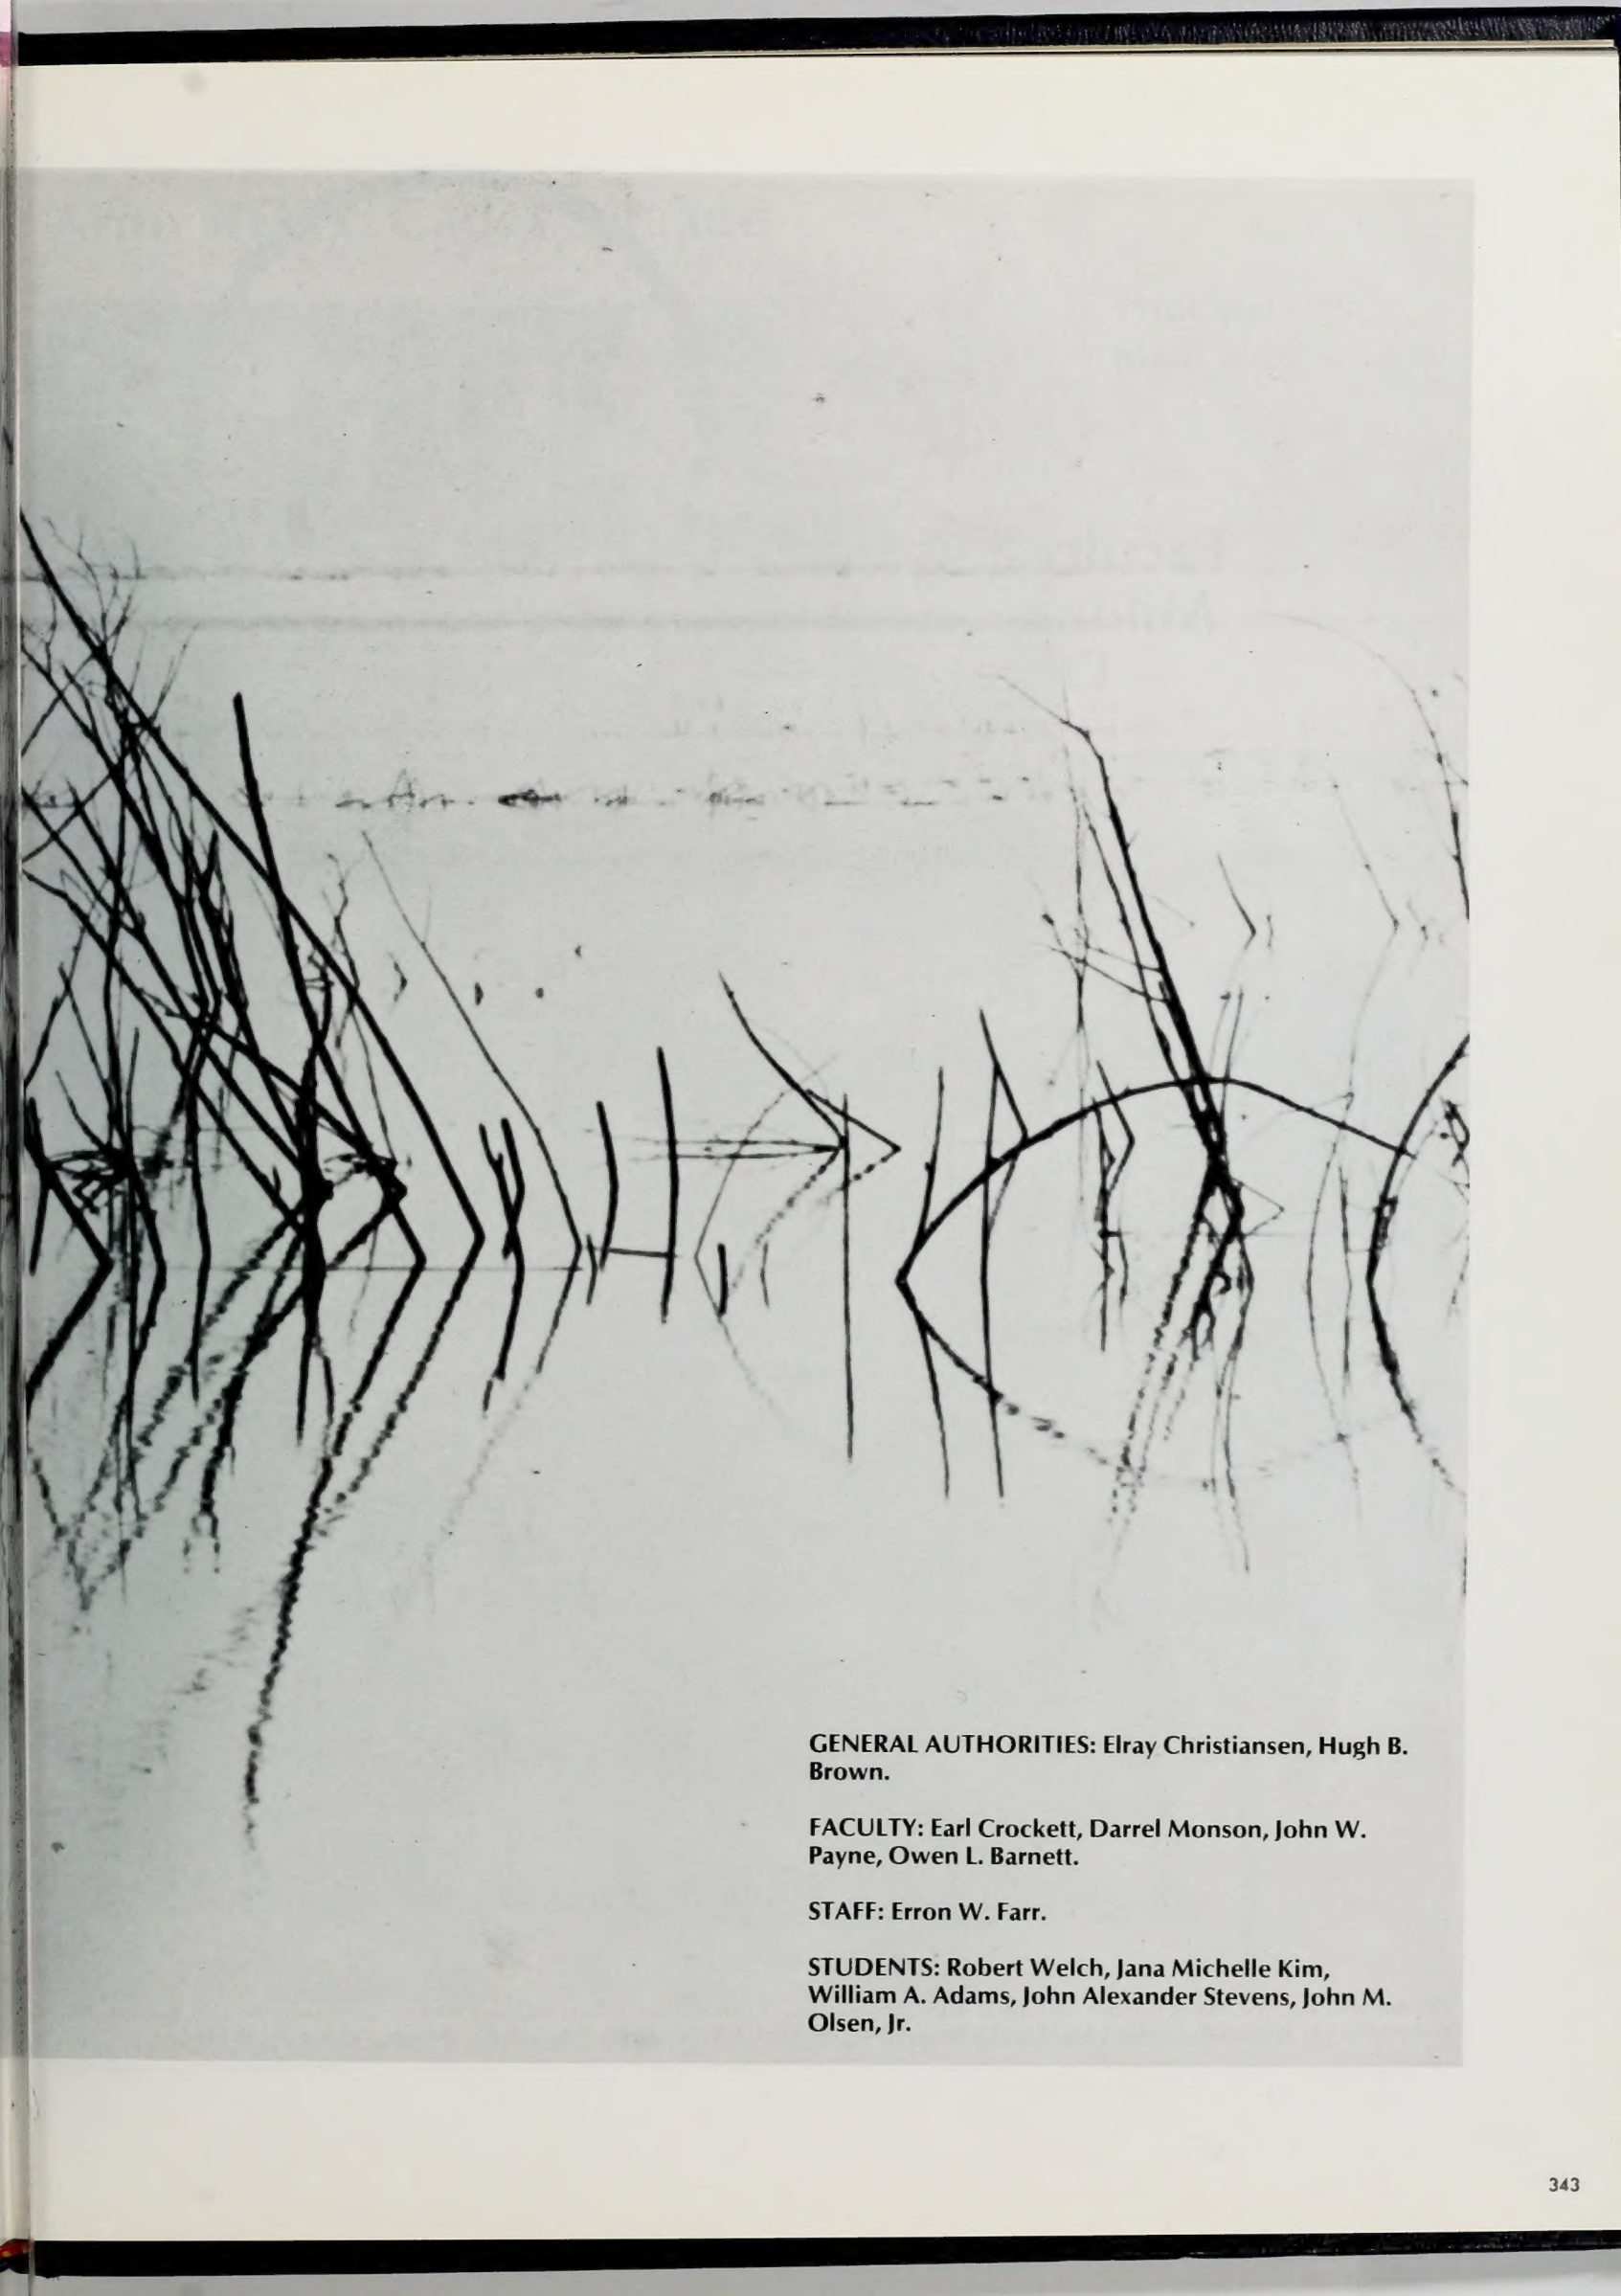 GENERAL AUTHORITIES: Elray Christiansen, Hugh B.
Brown.
FACULTY: Earl Crockett, Darrel Monson, John W.
Payne, Owen L. Barnett.
STAFF: Erron W. Farr.
STUDENTS: Robert Welch, Jana Michelle Kim,
William A. Adams, John Alexander Stevens, John M.
Olsen, Jr.
343